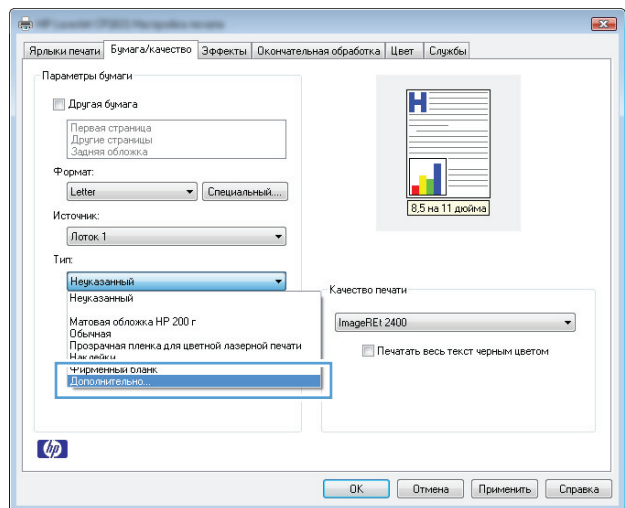 Ярлыки печати
Бумага/качество
Эффекты
Окончательная обработка
Цвет
Службы
Параметры бумаги
Другая бумага
Первая страница
Другие страницы
Задняя обложка
Формат:
Letter
Специальный....
Источник:
Лоток 1
Тип:
Неуказанный
Неуказанный
Матовая обложка HP 200 г
Обычная
Прозрачная пленка для цветной лазерной печати
Наклейки
Фирменный бланк
Дополнительно...
H
8,5 на 11 дюйма
Качество печати
ImageREt 2400
Печатать весь текст черным цветом
hp
OK
Отмена
Применить
Справка